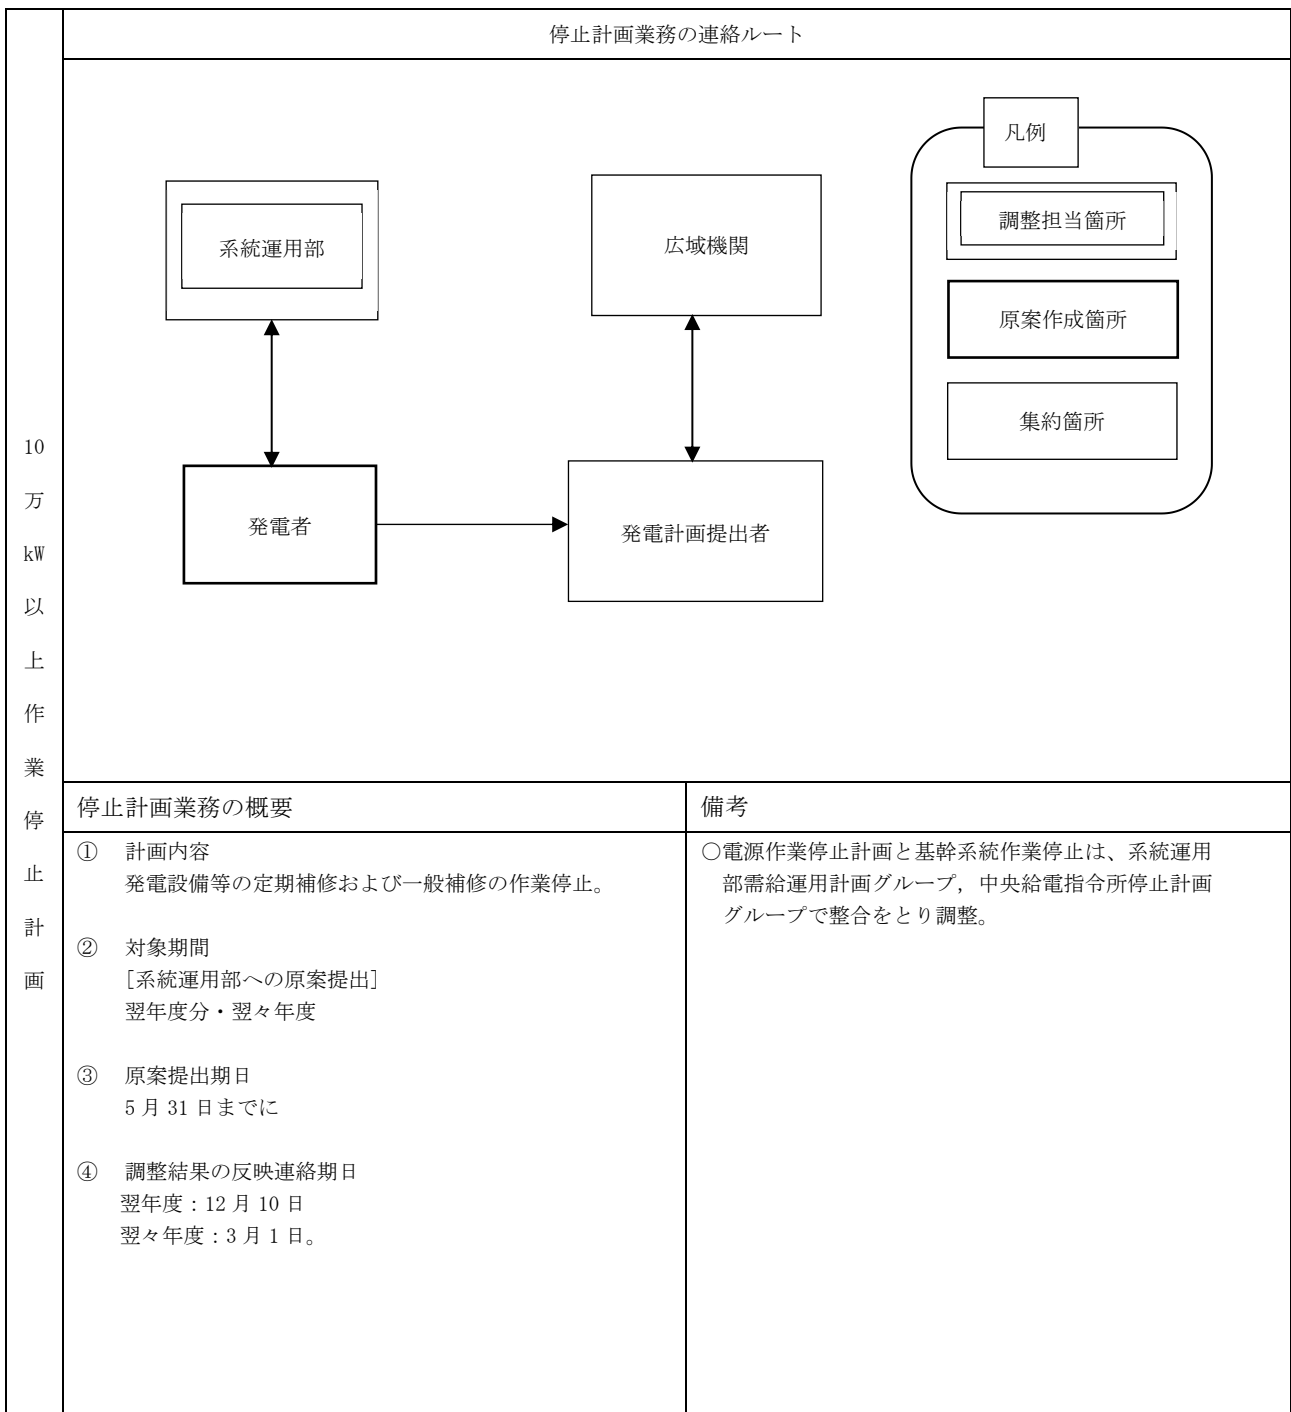 停止計画業務の連絡ルート
凡例
系統運用部
広域機関
調整担当箇所
原案作成箇所
集約箇所
発電者
発電計画提出者
10
万
kW
以
上
作
業
停
止
計
画
停止計画業務の概要
備考
① 計画内容
発電設備等の定期補修および一般補修の作業停止。
② 対象期間
[系統運用部への原案提出]
翌年度分・翌々年度
③ 原案提出期日
5月31日までに
④ 調整結果の反映連絡期日
翌年度:12月10日
翌々年度:3月1日。
○電源作業停止計画と基幹系統作業停止は、系統運用
部需給運用計画グループ，中央給電指令所停止計画
グループで整合をとり調整。